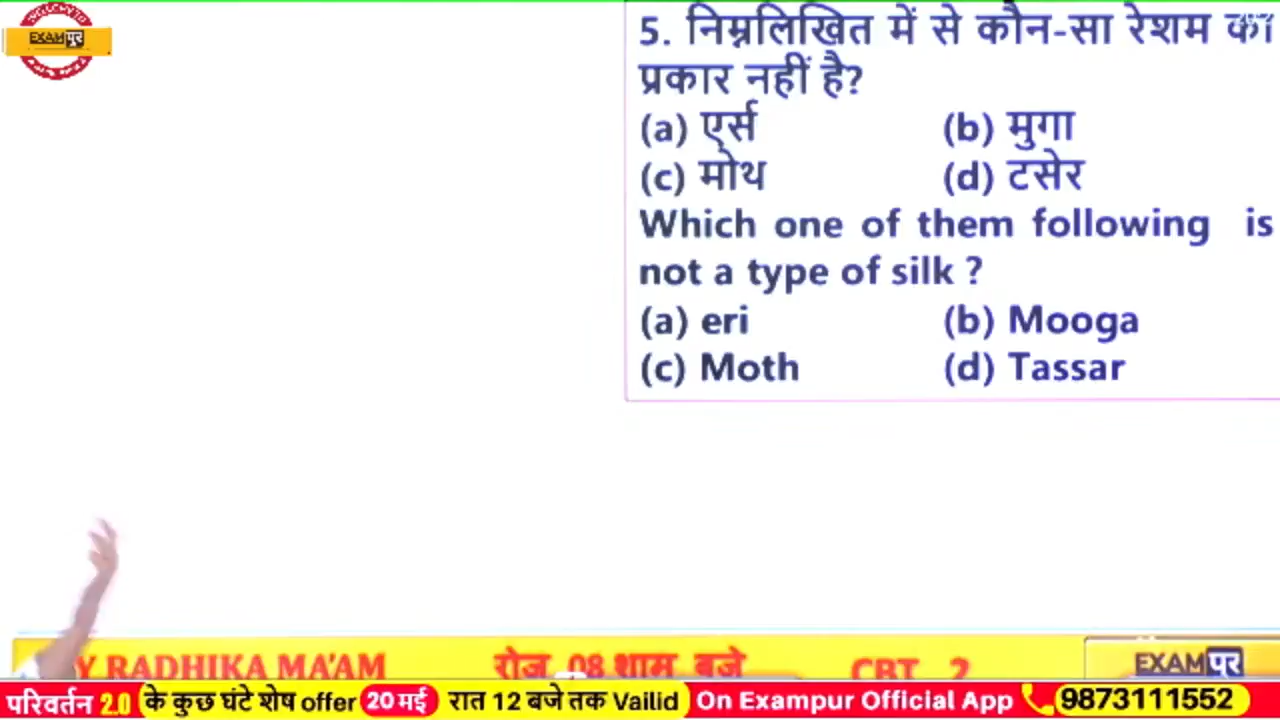 EXAMपुर
5. निम्नलिखित में से कौन-सा रेशम का
प्रकार नहीं है?
(a) एर्स (b) मुगा
(c) मोथ (d) टसेर
Which one of them following is
not a type of silk ?
(a) eri (b) Mooga
(c) Moth (d) Tassar
Y RADHIKA MA'AM रोज 08 शाम बजे CBT 2 EXAMपुर
परिवर्तन 2.0 के कुछ घंटे शेष offer 20 मई रात 12 बजे तक Vailid On Exampur Official App 9873111552